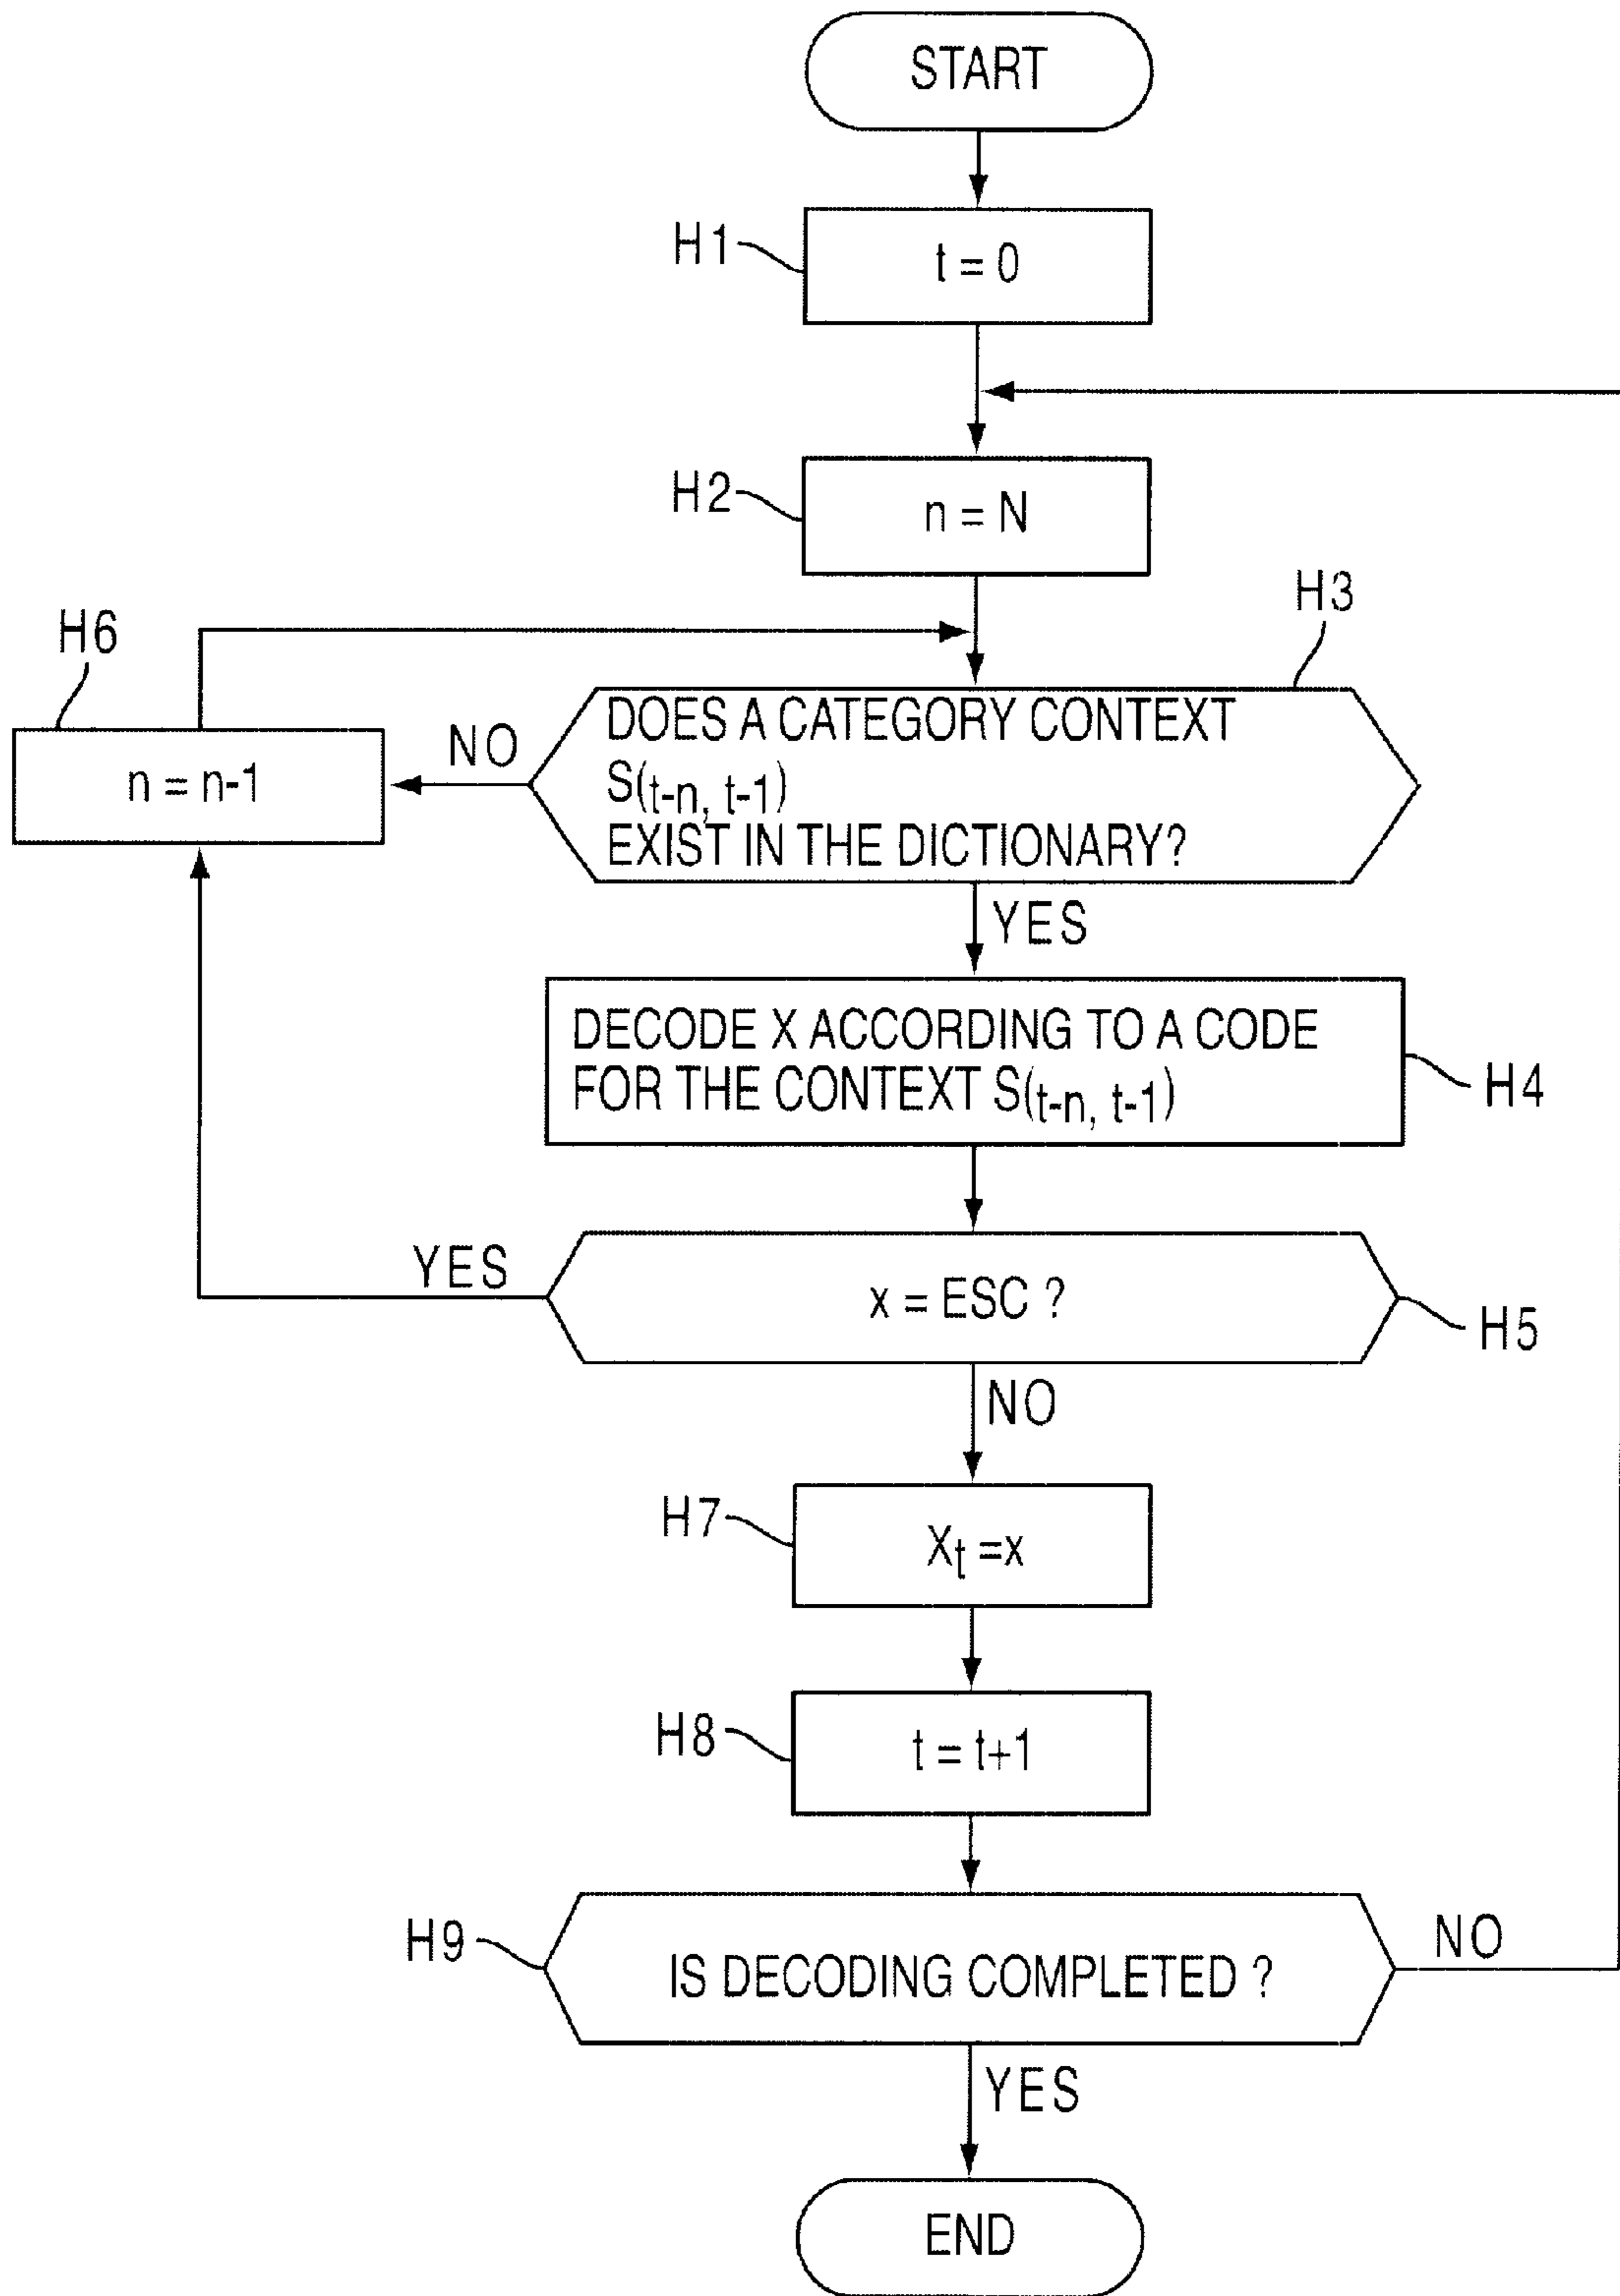 START
H1
t = 0
H2
n = N
H3
H6
DOES A CATEGORY CONTEXT
NO
n = n-1
S(t-n, t-1)
EXIST IN THE DICTIONARY?
YES
DECODE X ACCORDING TO A CODE
FOR THE CONTEXT S(t-n, t-1)
H4
YES
x = ESC ?
H5
NO
H7
Xt =x
H8
t = t+1
H9
IS DECODING COMPLETED ?
NO
YES
END